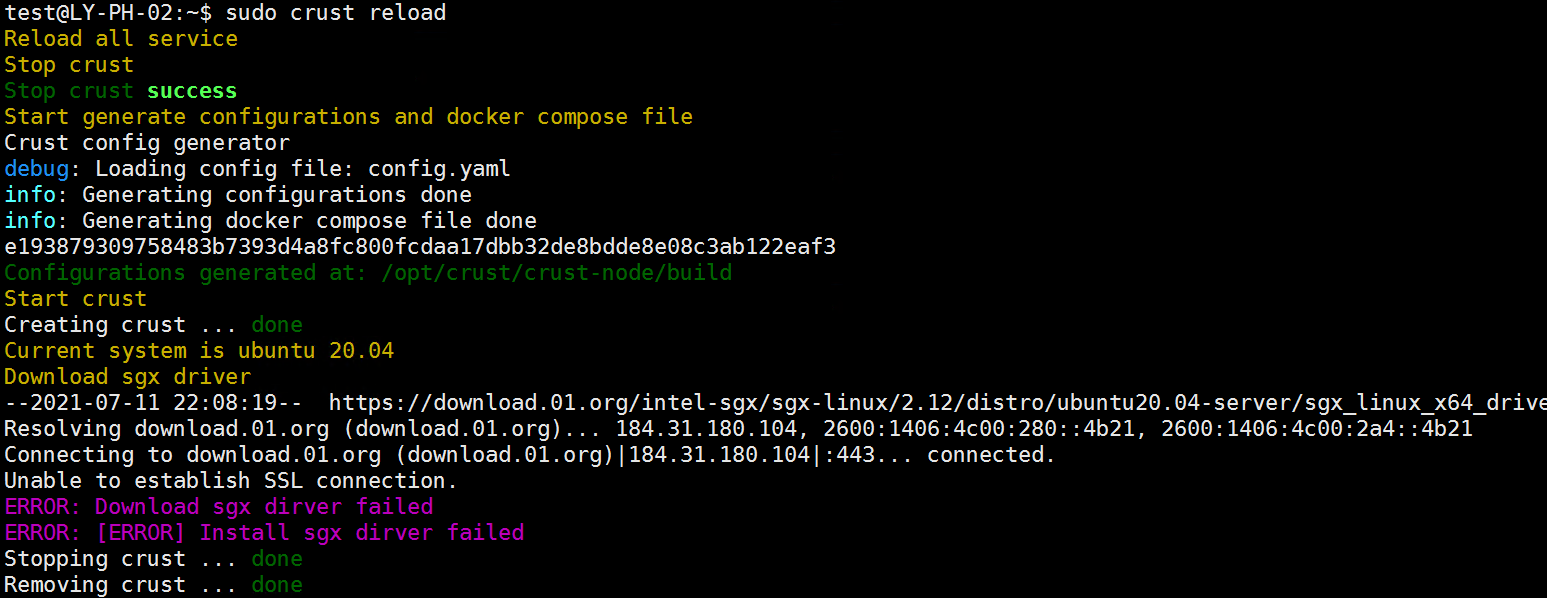 test@LY-PH-02:~$ sudo crust reload
Reload all service
Stop crust
Stop crust success
Start generate configurations and docker compose file
Crust config generator
debug: Loading config file: config.yaml
info: Generating configurations done
info: Generating docker compose file done
e193879309758483b7393d4a8fc800fcdaa17dbb32de8bdde8e08c3ab122eaf3
Configurations generated at: /opt/crust/crust-node/build
Start crust
Creating crust ... done
Current system is ubuntu 20.04
Download sgx driver
--2021-07-11 22:08:19--  https://download.01.org/intel-sgx/sgx-linux/2.12/distro/ubuntu20.04-server/sgx_linux_x64_drive
Resolving download.01.org (download.01.org)... 184.31.180.104, 2600:1406:4c00:280::4b21, 2600:1406:4c00:2a4::4b21
Connecting to download.01.org (download.01.org)|184.31.180.104|:443... connected.
Unable to establish SSL connection.
ERROR: Download sgx dirver failed
ERROR: [ERROR] Install sgx dirver failed
Stopping crust ... done
Removing crust ... done